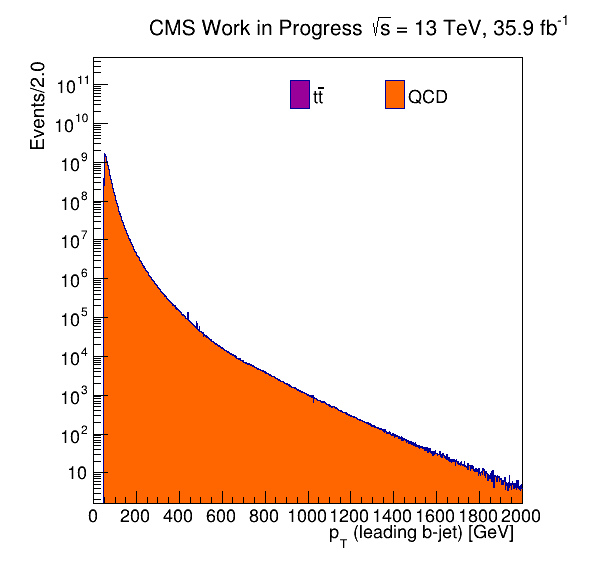 CMS Work in Progress √s = 13 TeV, 35.9 fb⁻¹
Events/2.0
tt̄
QCD
10¹¹
10¹⁰
10⁹
10⁸
10⁷
10⁶
10⁵
10⁴
10³
10²
10
0 200 400 600 800 1000 1200 1400 1600 1800 2000
p_T (leading b-jet) [GeV]